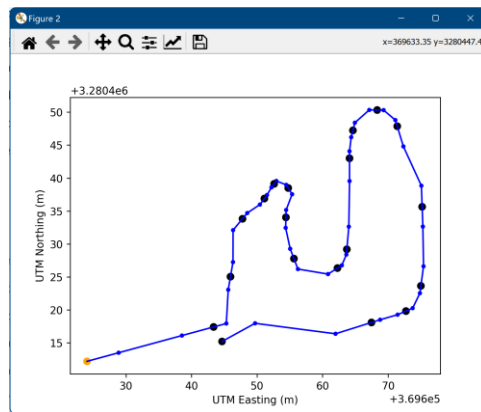 Figure 2
x=369633.35 y=3280447.4
+3.2804e6
50
45
40
35
30
25
20
15
UTM Northing (m)
30 40 50 60 70
UTM Easting (m)
+3.696e5